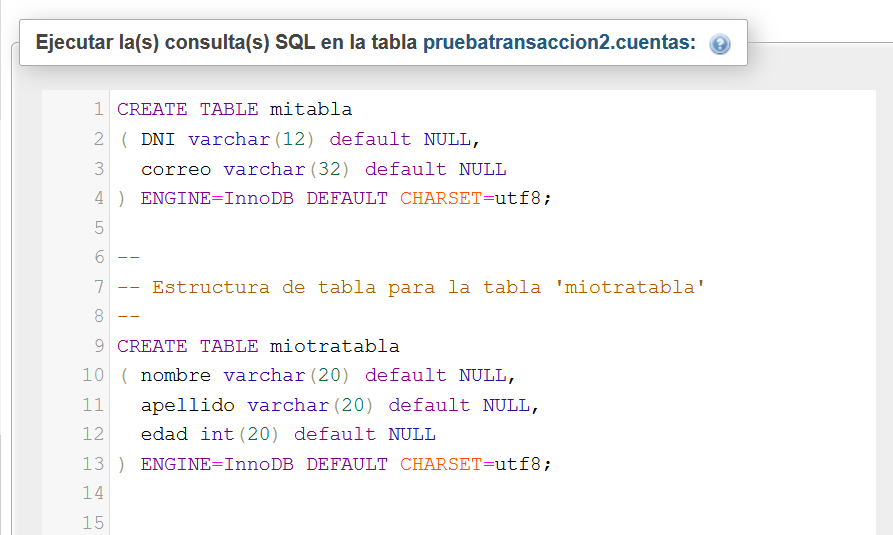 Ejecutar la(s) consulta(s) SQL en la tabla pruebatransaccion2.cuentas:
1 CREATE TABLE mitabla
2 ( DNI varchar(12) default NULL,
3 correo varchar(32) default NULL
4 ) ENGINE=InnoDB DEFAULT CHARSET=utf8;
5
6 --
7 -- Estructura de tabla para la tabla 'miotratabla'
8 --
9 CREATE TABLE miotratabla
10 ( nombre varchar(20) default NULL,
11 apellido varchar(20) default NULL,
12 edad int(20) default NULL
13 ) ENGINE=InnoDB DEFAULT CHARSET=utf8;
14
15